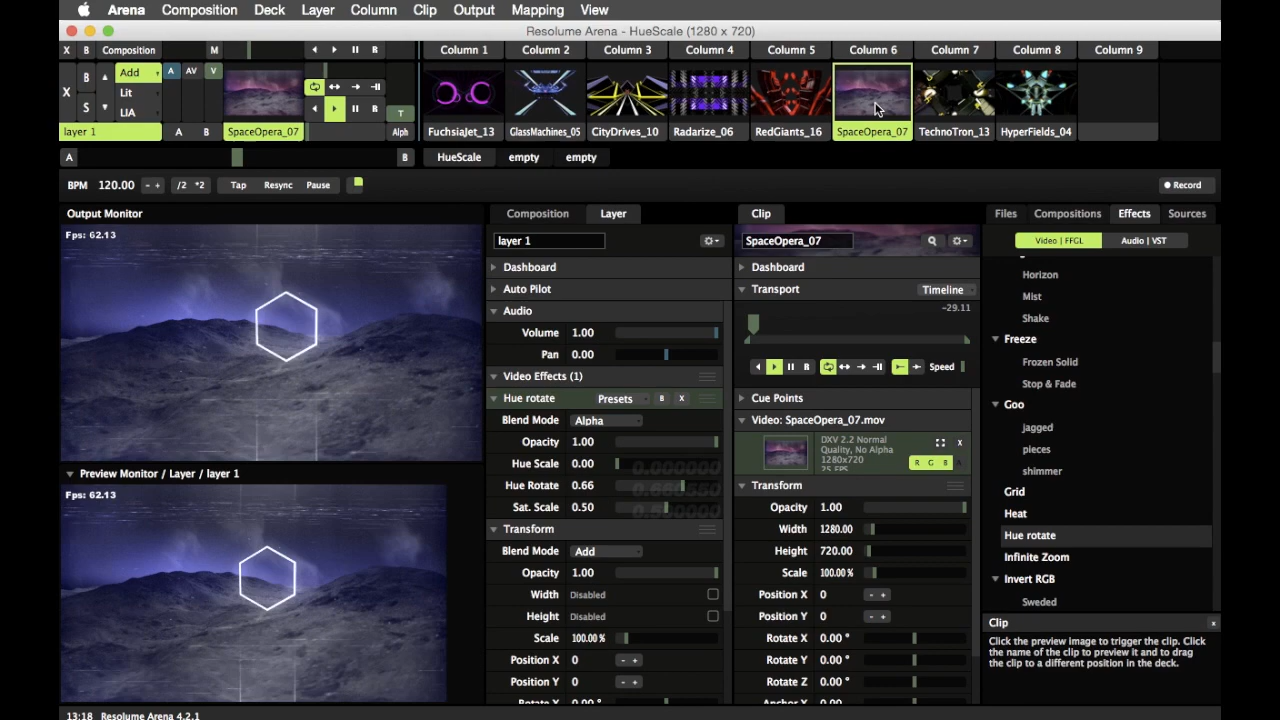 Arena Composition Deck Layer Column Clip Output Mapping View
Resolume Arena - HueScale (1280 x 720)
X B Composition M B R Column 1 Column 2 Column 3 Column 4 Column 5 Column 6 Column 7 Column 8 Column 9
X B S Add Lit LIA A AV V B R T
layer 1 A B SpaceOpera_07 Alph FuchsiaJet_13 GlassMachines_05 CityDrives_10 Radarize_06 RedGiants_16 SpaceOpera_07 TechnoTron_13 HyperFields_04
A B HueScale empty empty
BPM 120.00 - + /2 *2 Tap Resync Pause Record
Output Monitor
Fps: 62.13
Preview Monitor / Layer / layer 1
Fps: 62.13
Composition Layer
layer 1
Dashboard
Auto Pilot
Audio
Volume 1.00
Pan 0.00
Video Effects (1)
Hue rotate Presets B X
Blend Mode Alpha
Opacity 1.00
Hue Scale 0.00
Hue Rotate 0.66
Sat. Scale 0.50
Transform
Blend Mode Add
Opacity 1.00
Width Disabled
Height Disabled
Scale 100.00 %
Position X 0 - +
Position Y 0 - +
Clip
SpaceOpera_07
Dashboard
Transport Timeline
-29.11
R Speed
Cue Points
Video: SpaceOpera_07.mov
DXV 2.2 Normal
Quality, No Alpha
1280x720
25 FPS
X
R G B A
Transform
Opacity 1.00
Width 1280.00
Height 720.00
Scale 100.00 %
Position X 0 - +
Position Y 0 - +
Rotate X 0.00 °
Rotate Y 0.00 °
Rotate Z 0.00 °
Files Compositions Effects Sources
Video | FFGL Audio | VST
Horizon
Mist
Shake
Freeze
Frozen Solid
Stop & Fade
Goo
jagged
pieces
shimmer
Grid
Heat
Hue rotate
Infinite Zoom
Invert RGB
Sweded
Clip x
Click the preview image to trigger the clip. Click
the name of the clip to preview it and to drag
the clip to a different position in the deck.
13:18 Resolume Arena 4.2.1